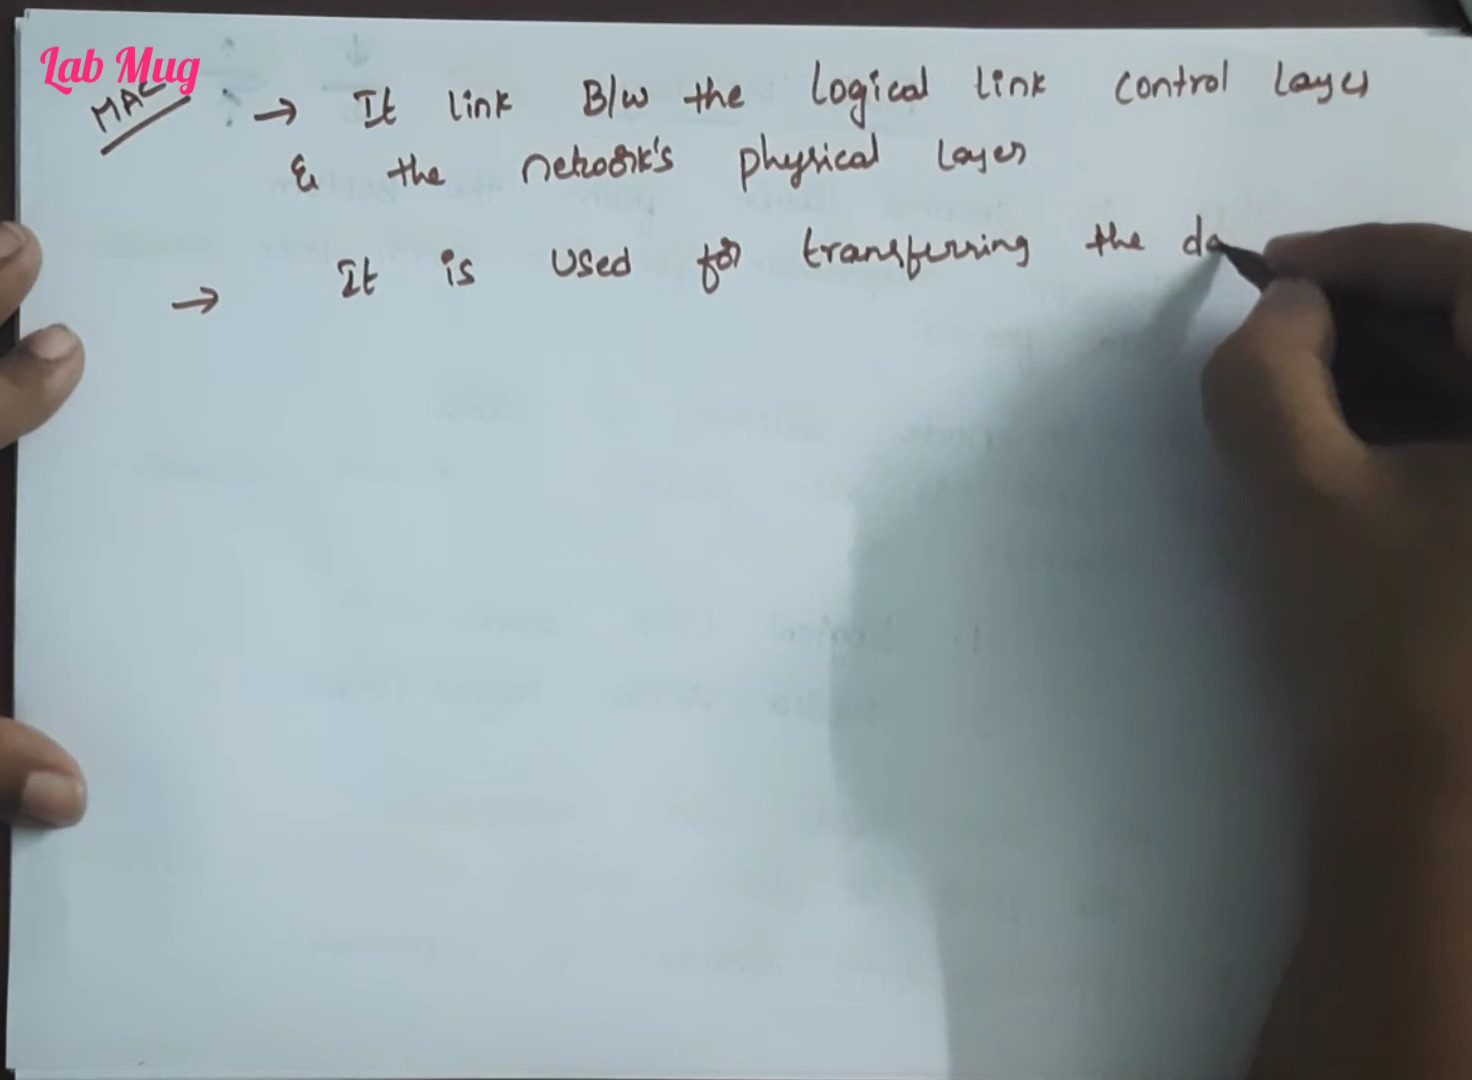 Lab Mug
MAC : → It link B/w the Logical link control Layer
& the network's physical Layer
→ It is used for transferring the da